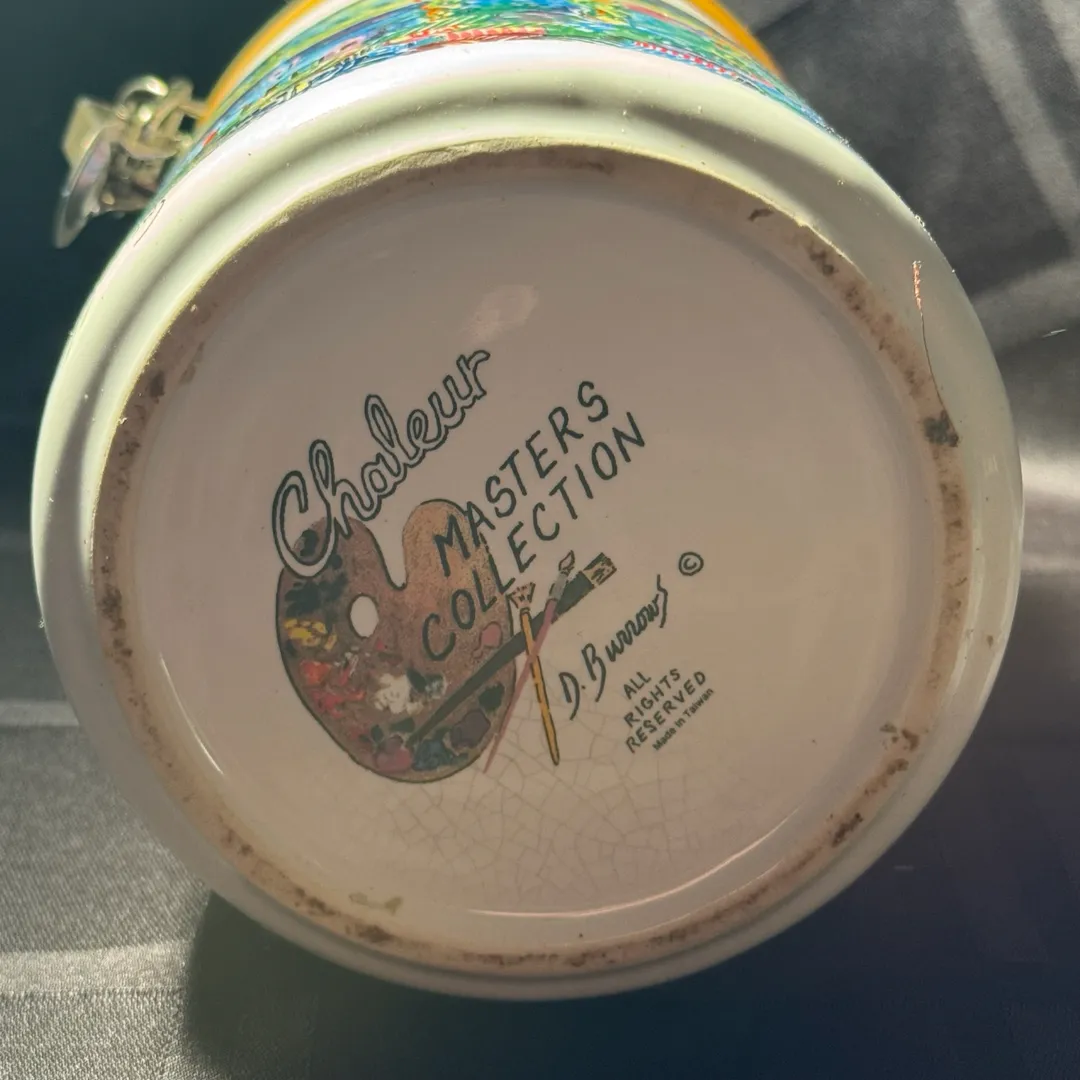 Chaleur
MASTERS
COLLECTION
D. Burrows ©
ALL
RIGHTS
RESERVED
Made in Taiwan